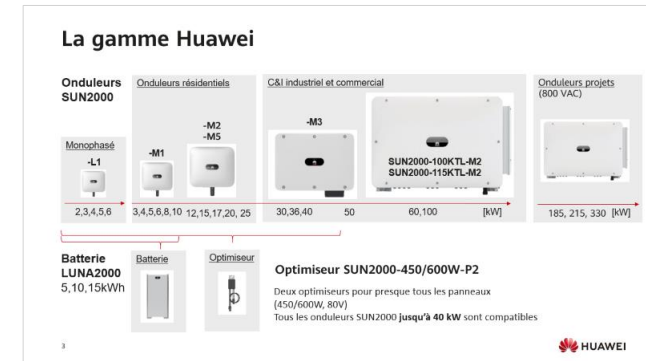 La gamme Huawei
Onduleurs
SUN2000
Onduleurs résidentiels
C&I industriel et commercial
Onduleurs projets
(800 VAC)
Monophasé
-L1
-M1
-M2
-M5
-M3
SUN2000-100KTL-M2
SUN2000-115KTL-M2
2,3,4,5,6
3,4,5,6,8,10
12,15,17,20, 25
30,36,40
50
60,100
[kW]
185, 215, 330 [kW]
Batterie
LUNA2000
5,10,15kWh
Batterie
Optimiseur
Optimiseur SUN2000-450/600W-P2
Deux optimiseurs pour presque tous les panneaux
(450/600W, 80V)
Tous les onduleurs SUN2000 jusqu'à 40 kW sont compatibles
3
HUAWEI